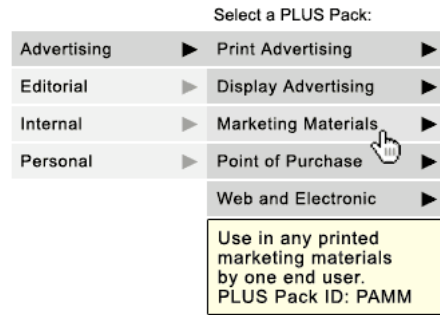 Select a PLUS Pack:
Advertising
Editorial
Internal
Personal
Print Advertising
Display Advertising
Marketing Materials
Point of Purchase
Web and Electronic
Use in any printed
marketing materials
by one end user.
PLUS Pack ID: PAMM